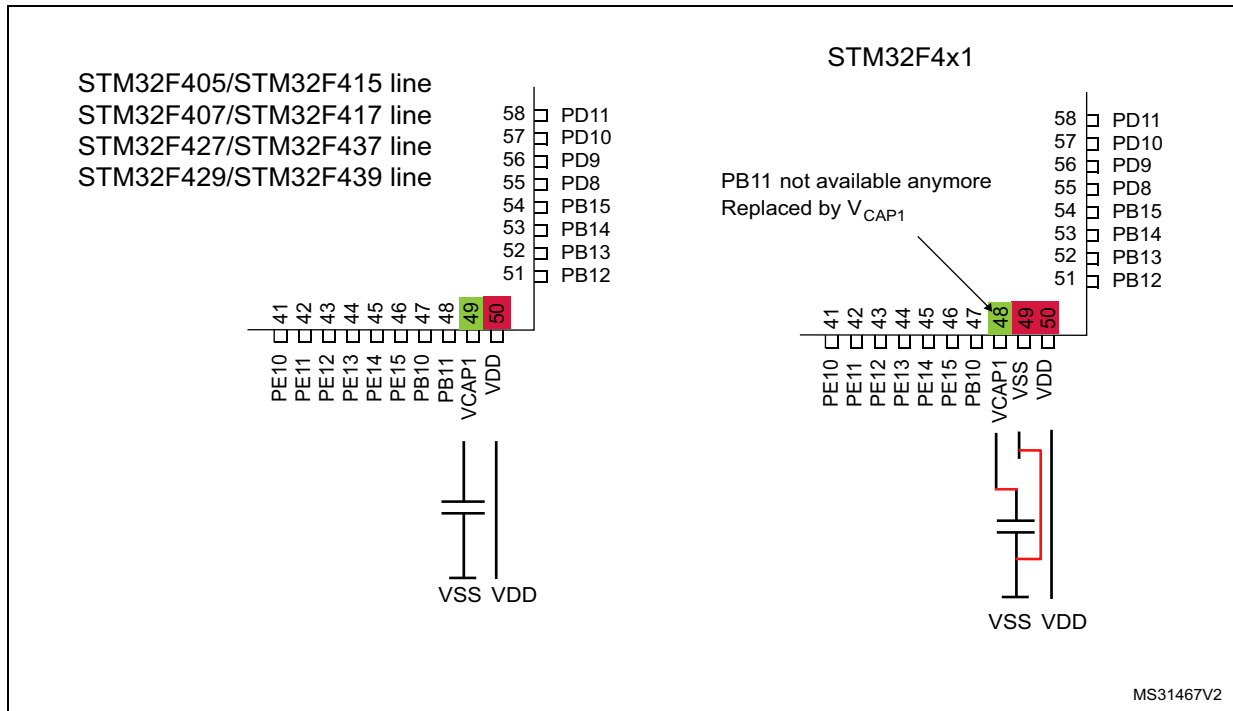 STM32F405/STM32F415 line
STM32F407/STM32F417 line
STM32F427/STM32F437 line
STM32F429/STM32F439 line
58 PD11
57 PD10
56 PD9
55 PD8
54 PB15
53 PB14
52 PB13
51 PB12
41 42 43 44 45 46 47 48 49 50
PE10 PE11 PE12 PE13 PE14 PE15 PB10 PB11 VCAP1 VDD
VSS VDD
STM32F4x1
PB11 not available anymore
Replaced by VCAP1
58 PD11
57 PD10
56 PD9
55 PD8
54 PB15
53 PB14
52 PB13
51 PB12
41 42 43 44 45 46 47 48 49 50
PE10 PE11 PE12 PE13 PE14 PE15 PB10 VCAP1 VSS VDD
VSS VDD
MS31467V2